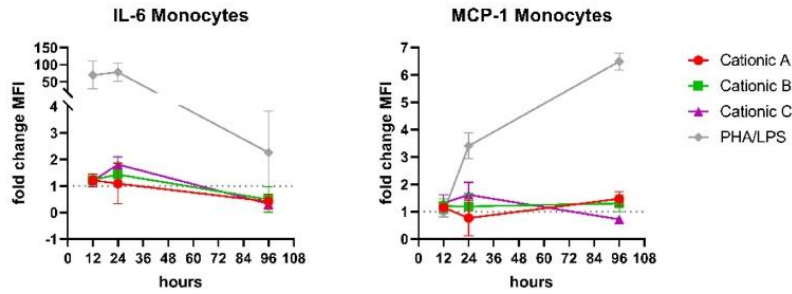 IL-6 Monocytes
MCP-1 Monocytes
fold change MFI
150
100
50
4
2
1
0
-1
0 12 24 36 48 60 72 84 96 108
hours
fold change MFI
7
6
5
4
3
2
1
0
0 12 24 36 48 60 72 84 96 108
hours
Cationic A
Cationic B
Cationic C
PHA/LPS